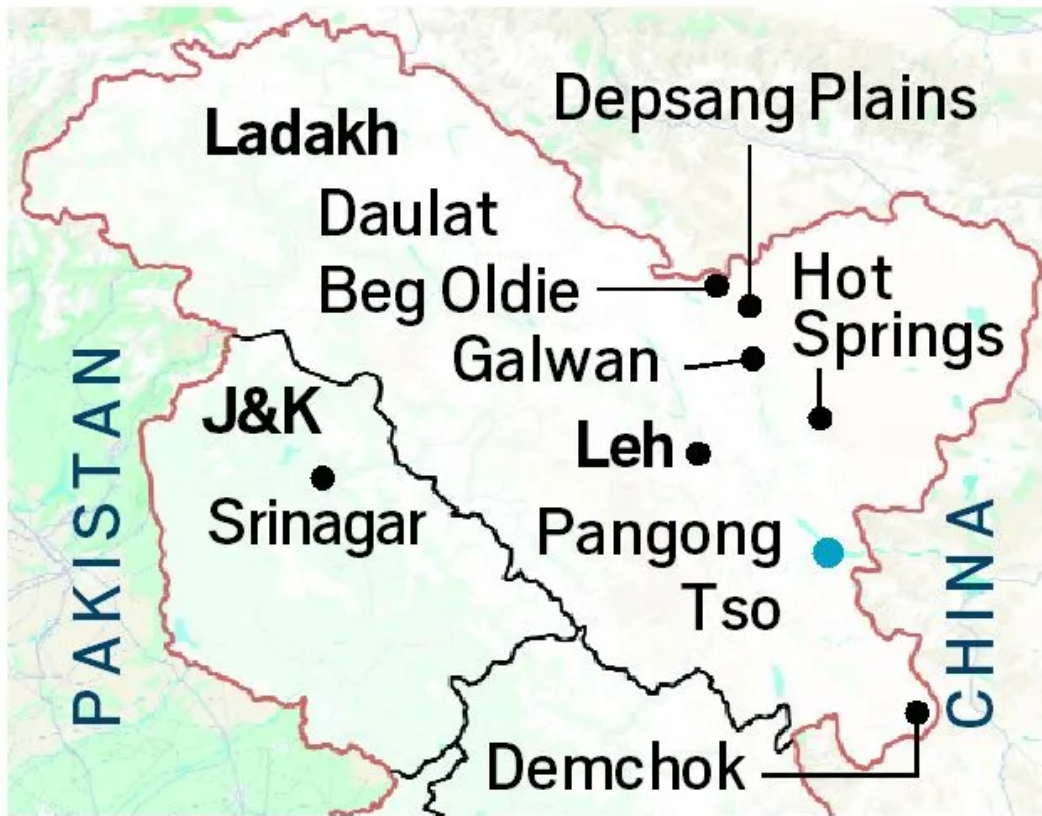 Depsang Plains
Ladakh
Daulat
Beg Oldie
Hot
Springs
Galwan
PAKISTAN
J&K
Leh
Srinagar
Pangong
Tso
CHINA
Demchok